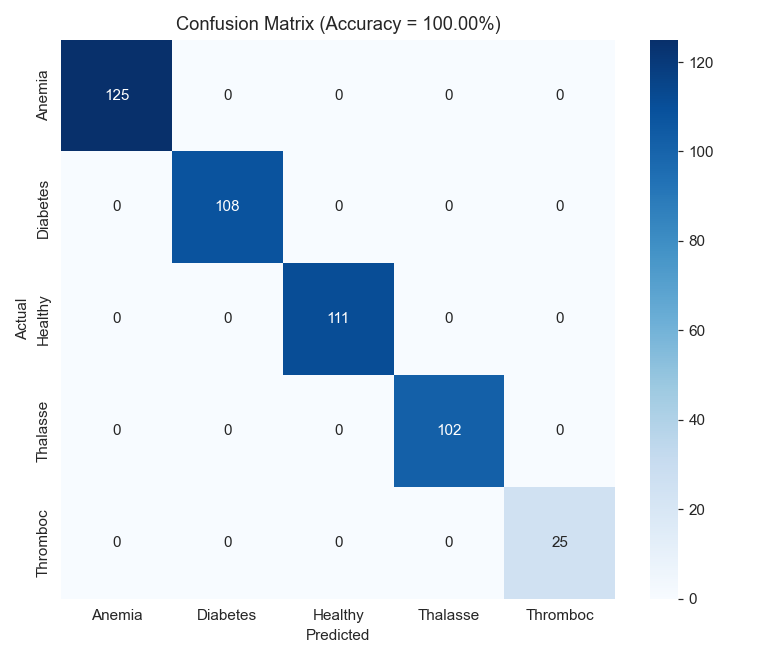 Confusion Matrix (Accuracy = 100.00%)
Actual
Anemia
125 0 0 0 0
Diabetes
0 108 0 0 0
Healthy
0 0 111 0 0
Thalasse
0 0 0 102 0
Thromboc
0 0 0 0 25
Anemia Diabetes Healthy Thalasse Thromboc
Predicted
120
100
80
60
40
20
0